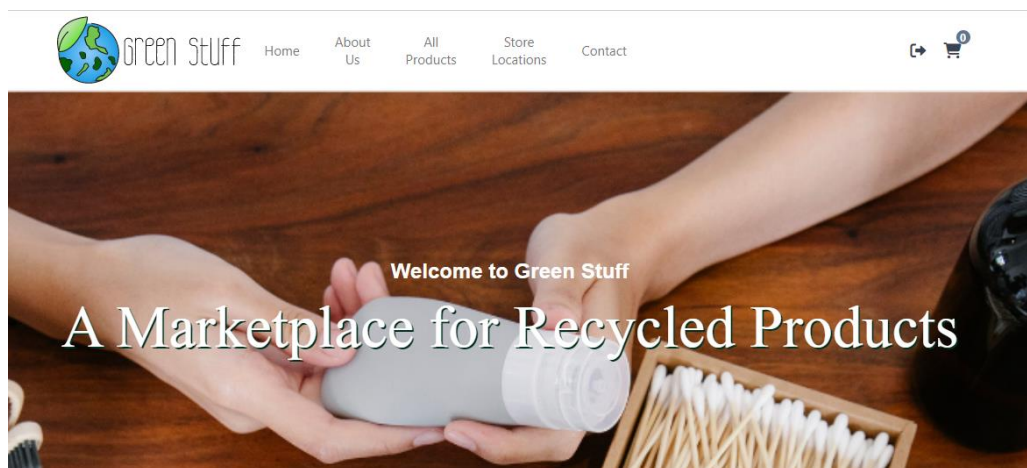 Green Stuff
Home
About
Us
All
Products
Store
Locations
Contact
0
Welcome to Green Stuff
A Marketplace for Recycled Products